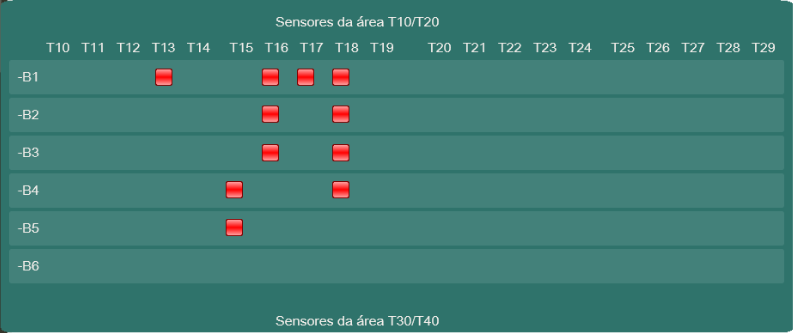 Sensores da área T10/T20
T10 T11 T12 T13 T14 T15 T16 T17 T18 T19 T20 T21 T22 T23 T24 T25 T26 T27 T28 T29
-B1
-B2
-B3
-B4
-B5
-B6
Sensores da área T30/T40